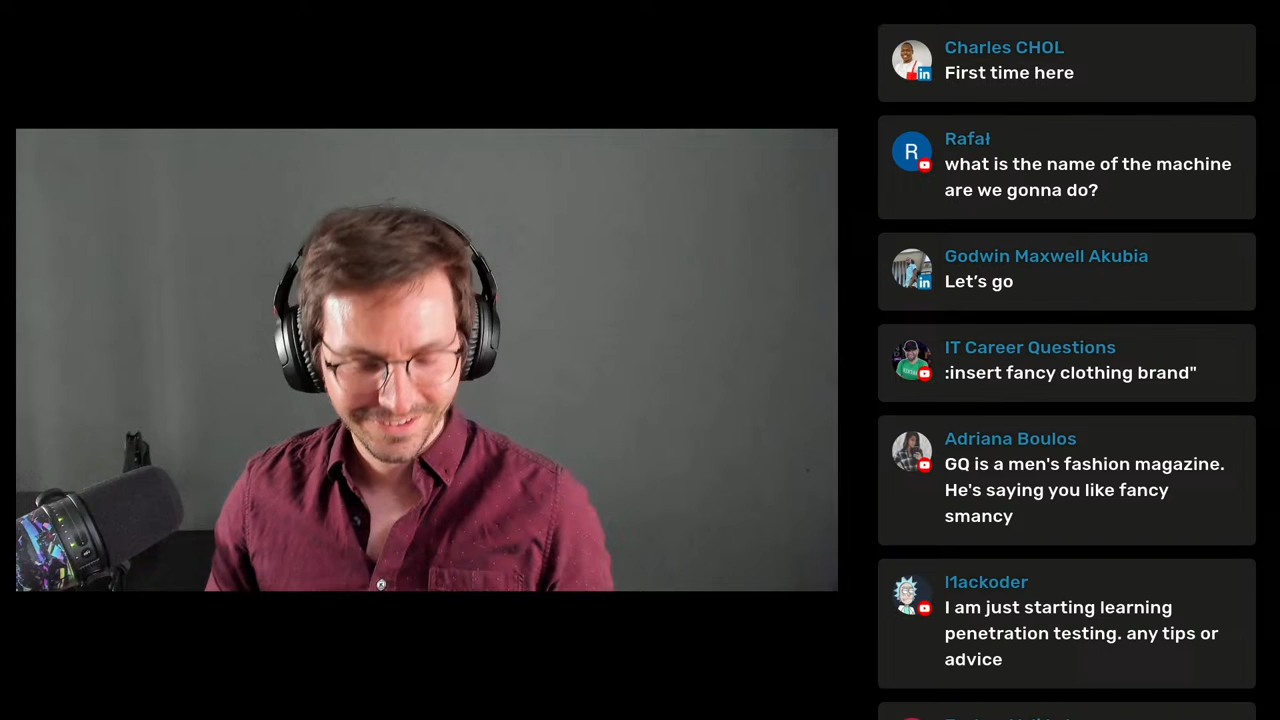 Charles CHOL
First time here
Rafał
what is the name of the machine
are we gonna do?
Godwin Maxwell Akubia
Let’s go
IT Career Questions
:insert fancy clothing brand"
Adriana Boulos
GQ is a men's fashion magazine.
He's saying you like fancy
smancy
l1ackoder
I am just starting learning
penetration testing. any tips or
advice
R